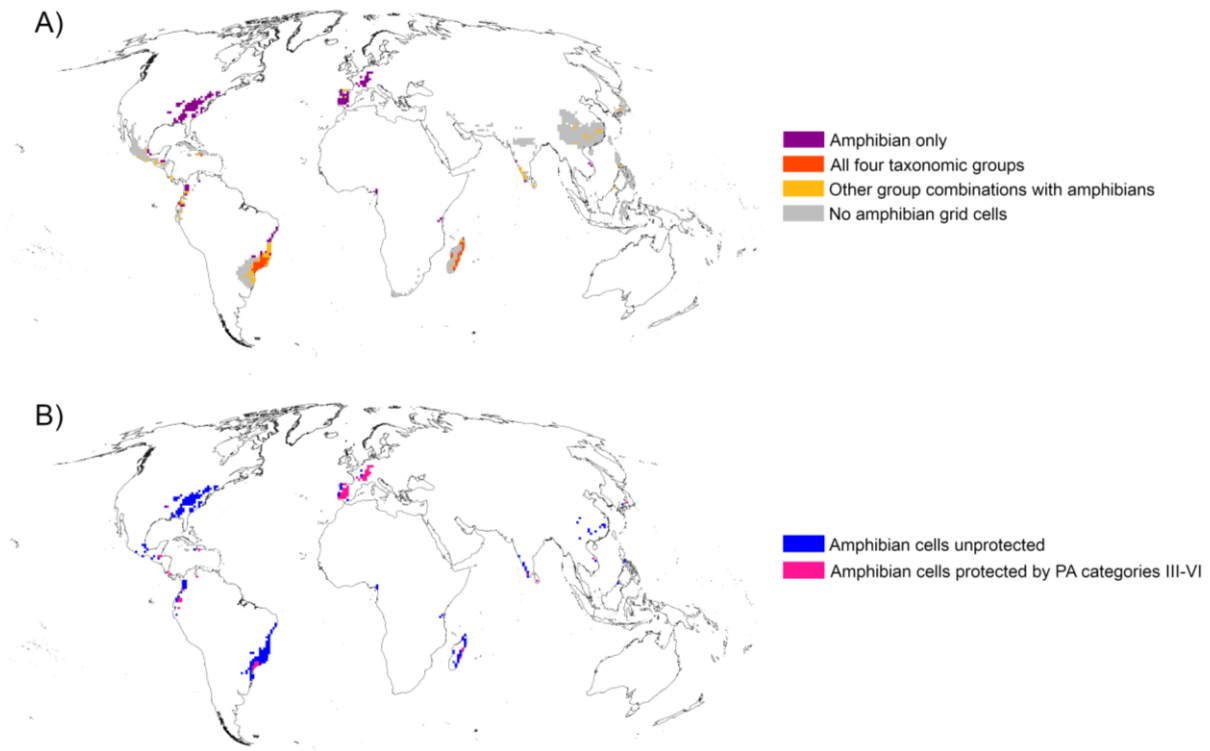 A)
Amphibian only
All four taxonomic groups
Other group combinations with amphibians
No amphibian grid cells
B)
Amphibian cells unprotected
Amphibian cells protected by PA categories III-VI